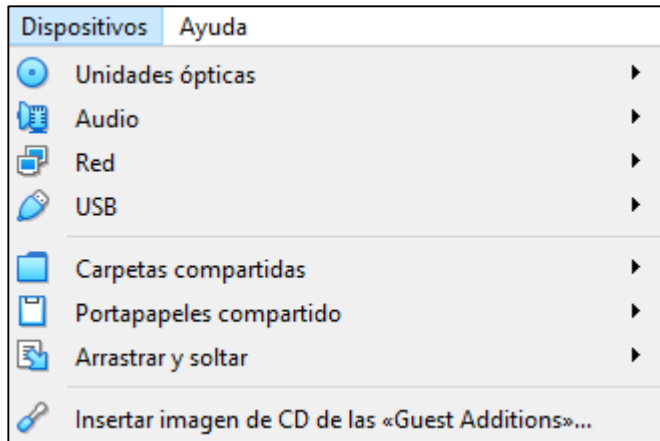 Dispositivos Ayuda
Unidades ópticas
Audio
Red
USB
Carpetas compartidas
Portapapeles compartido
Arrastrar y soltar
Insertar imagen de CD de las «Guest Additions»...